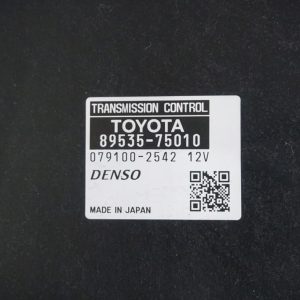 TRANSMISSION CONTROL
TOYOTA
89535-75010
079100-2542 12V
DENSO
MADE IN JAPAN